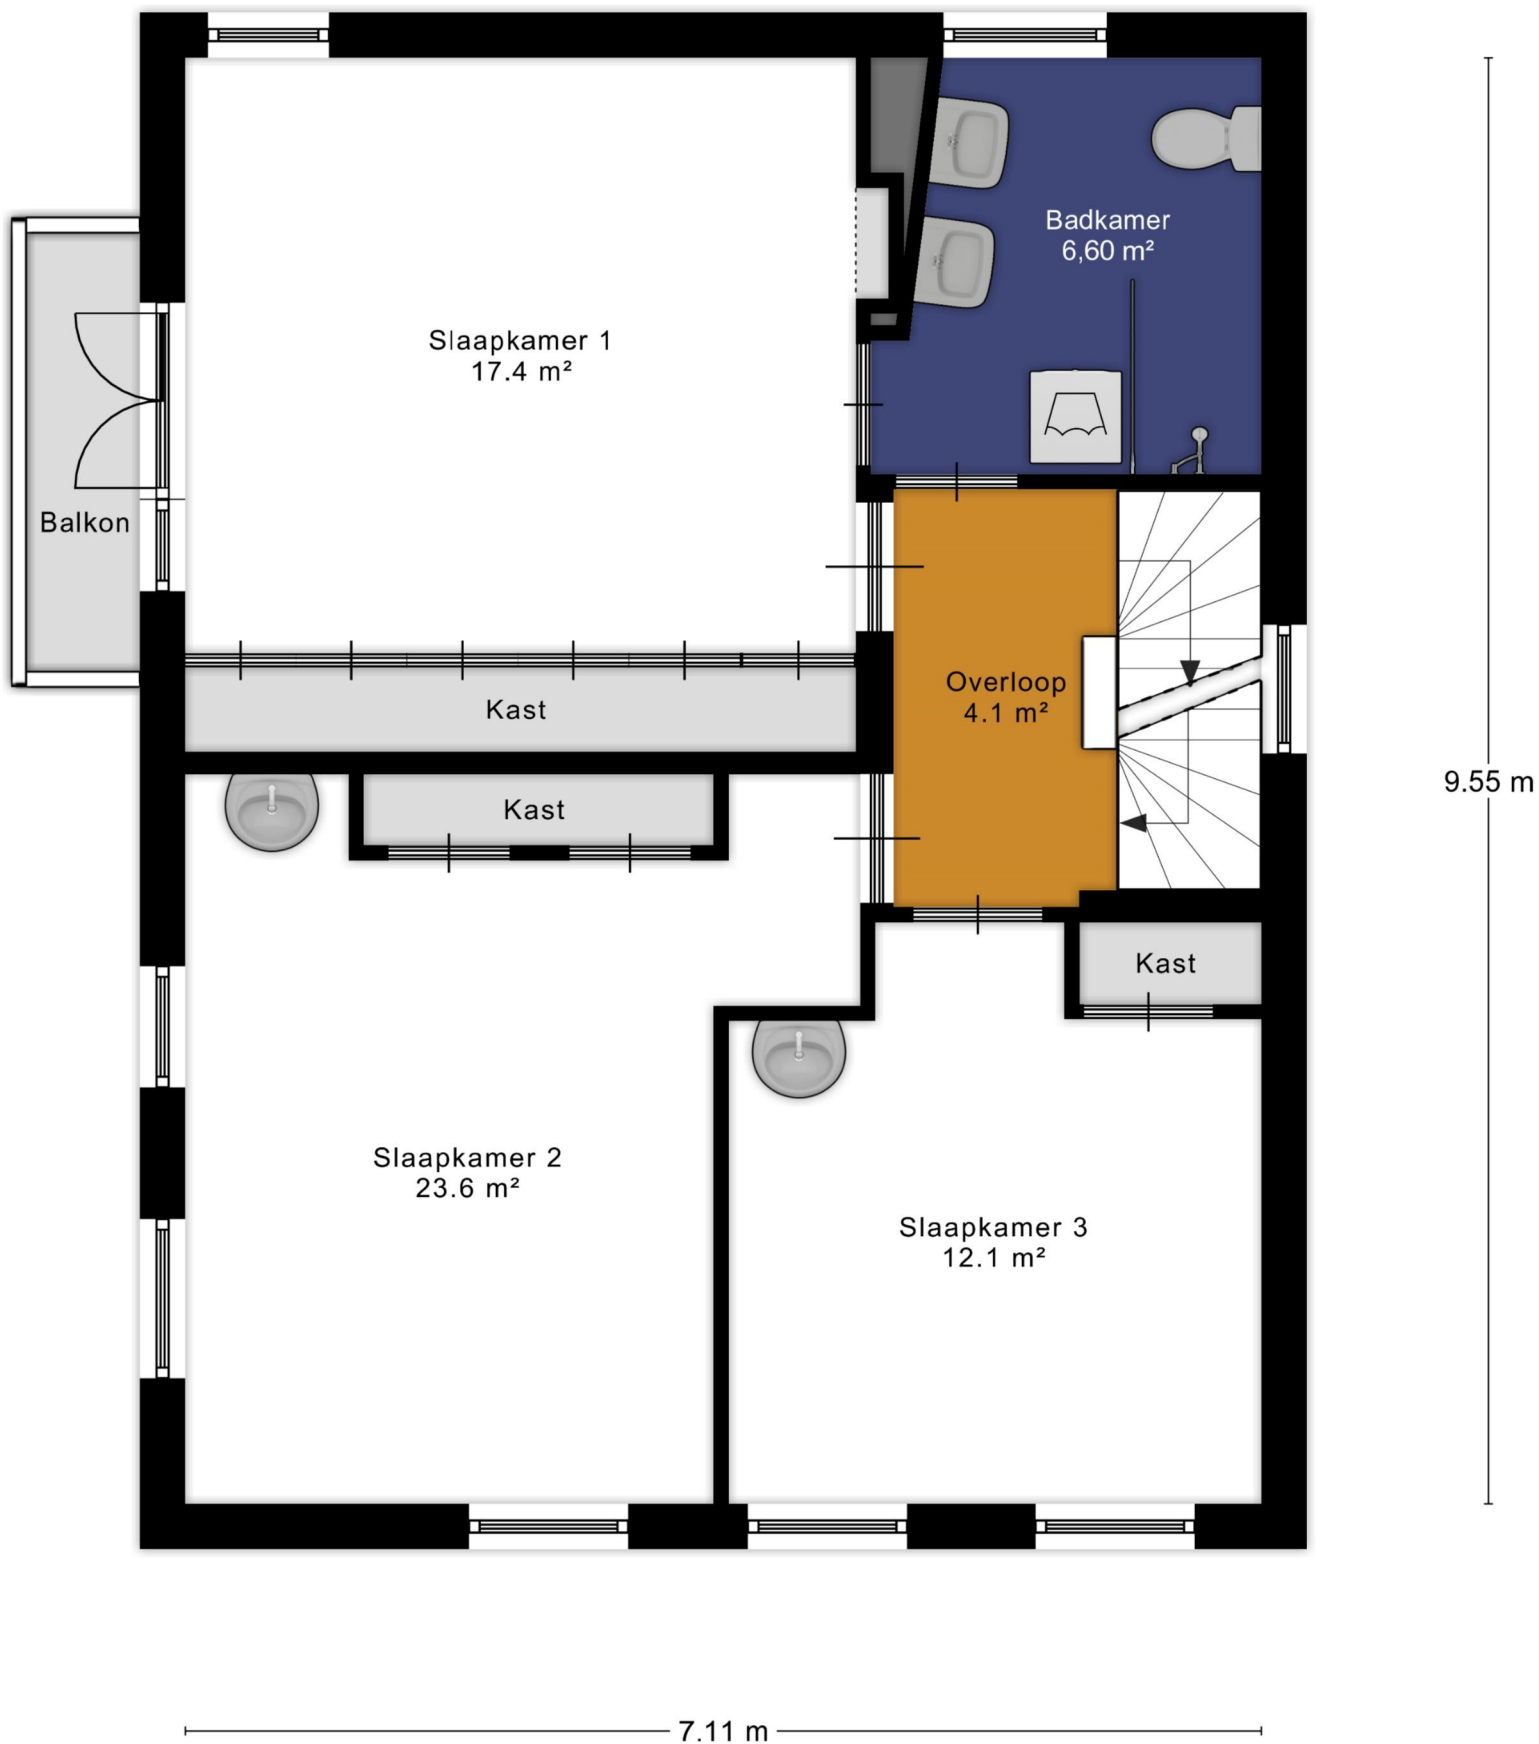 Badkamer
6,60 m²
Slaapkamer 1
17.4 m²
Balkon
Kast
Overloop
4.1 m²
Kast
9.55 m
Kast
Slaapkamer 2
23.6 m²
Slaapkamer 3
12.1 m²
7.11 m